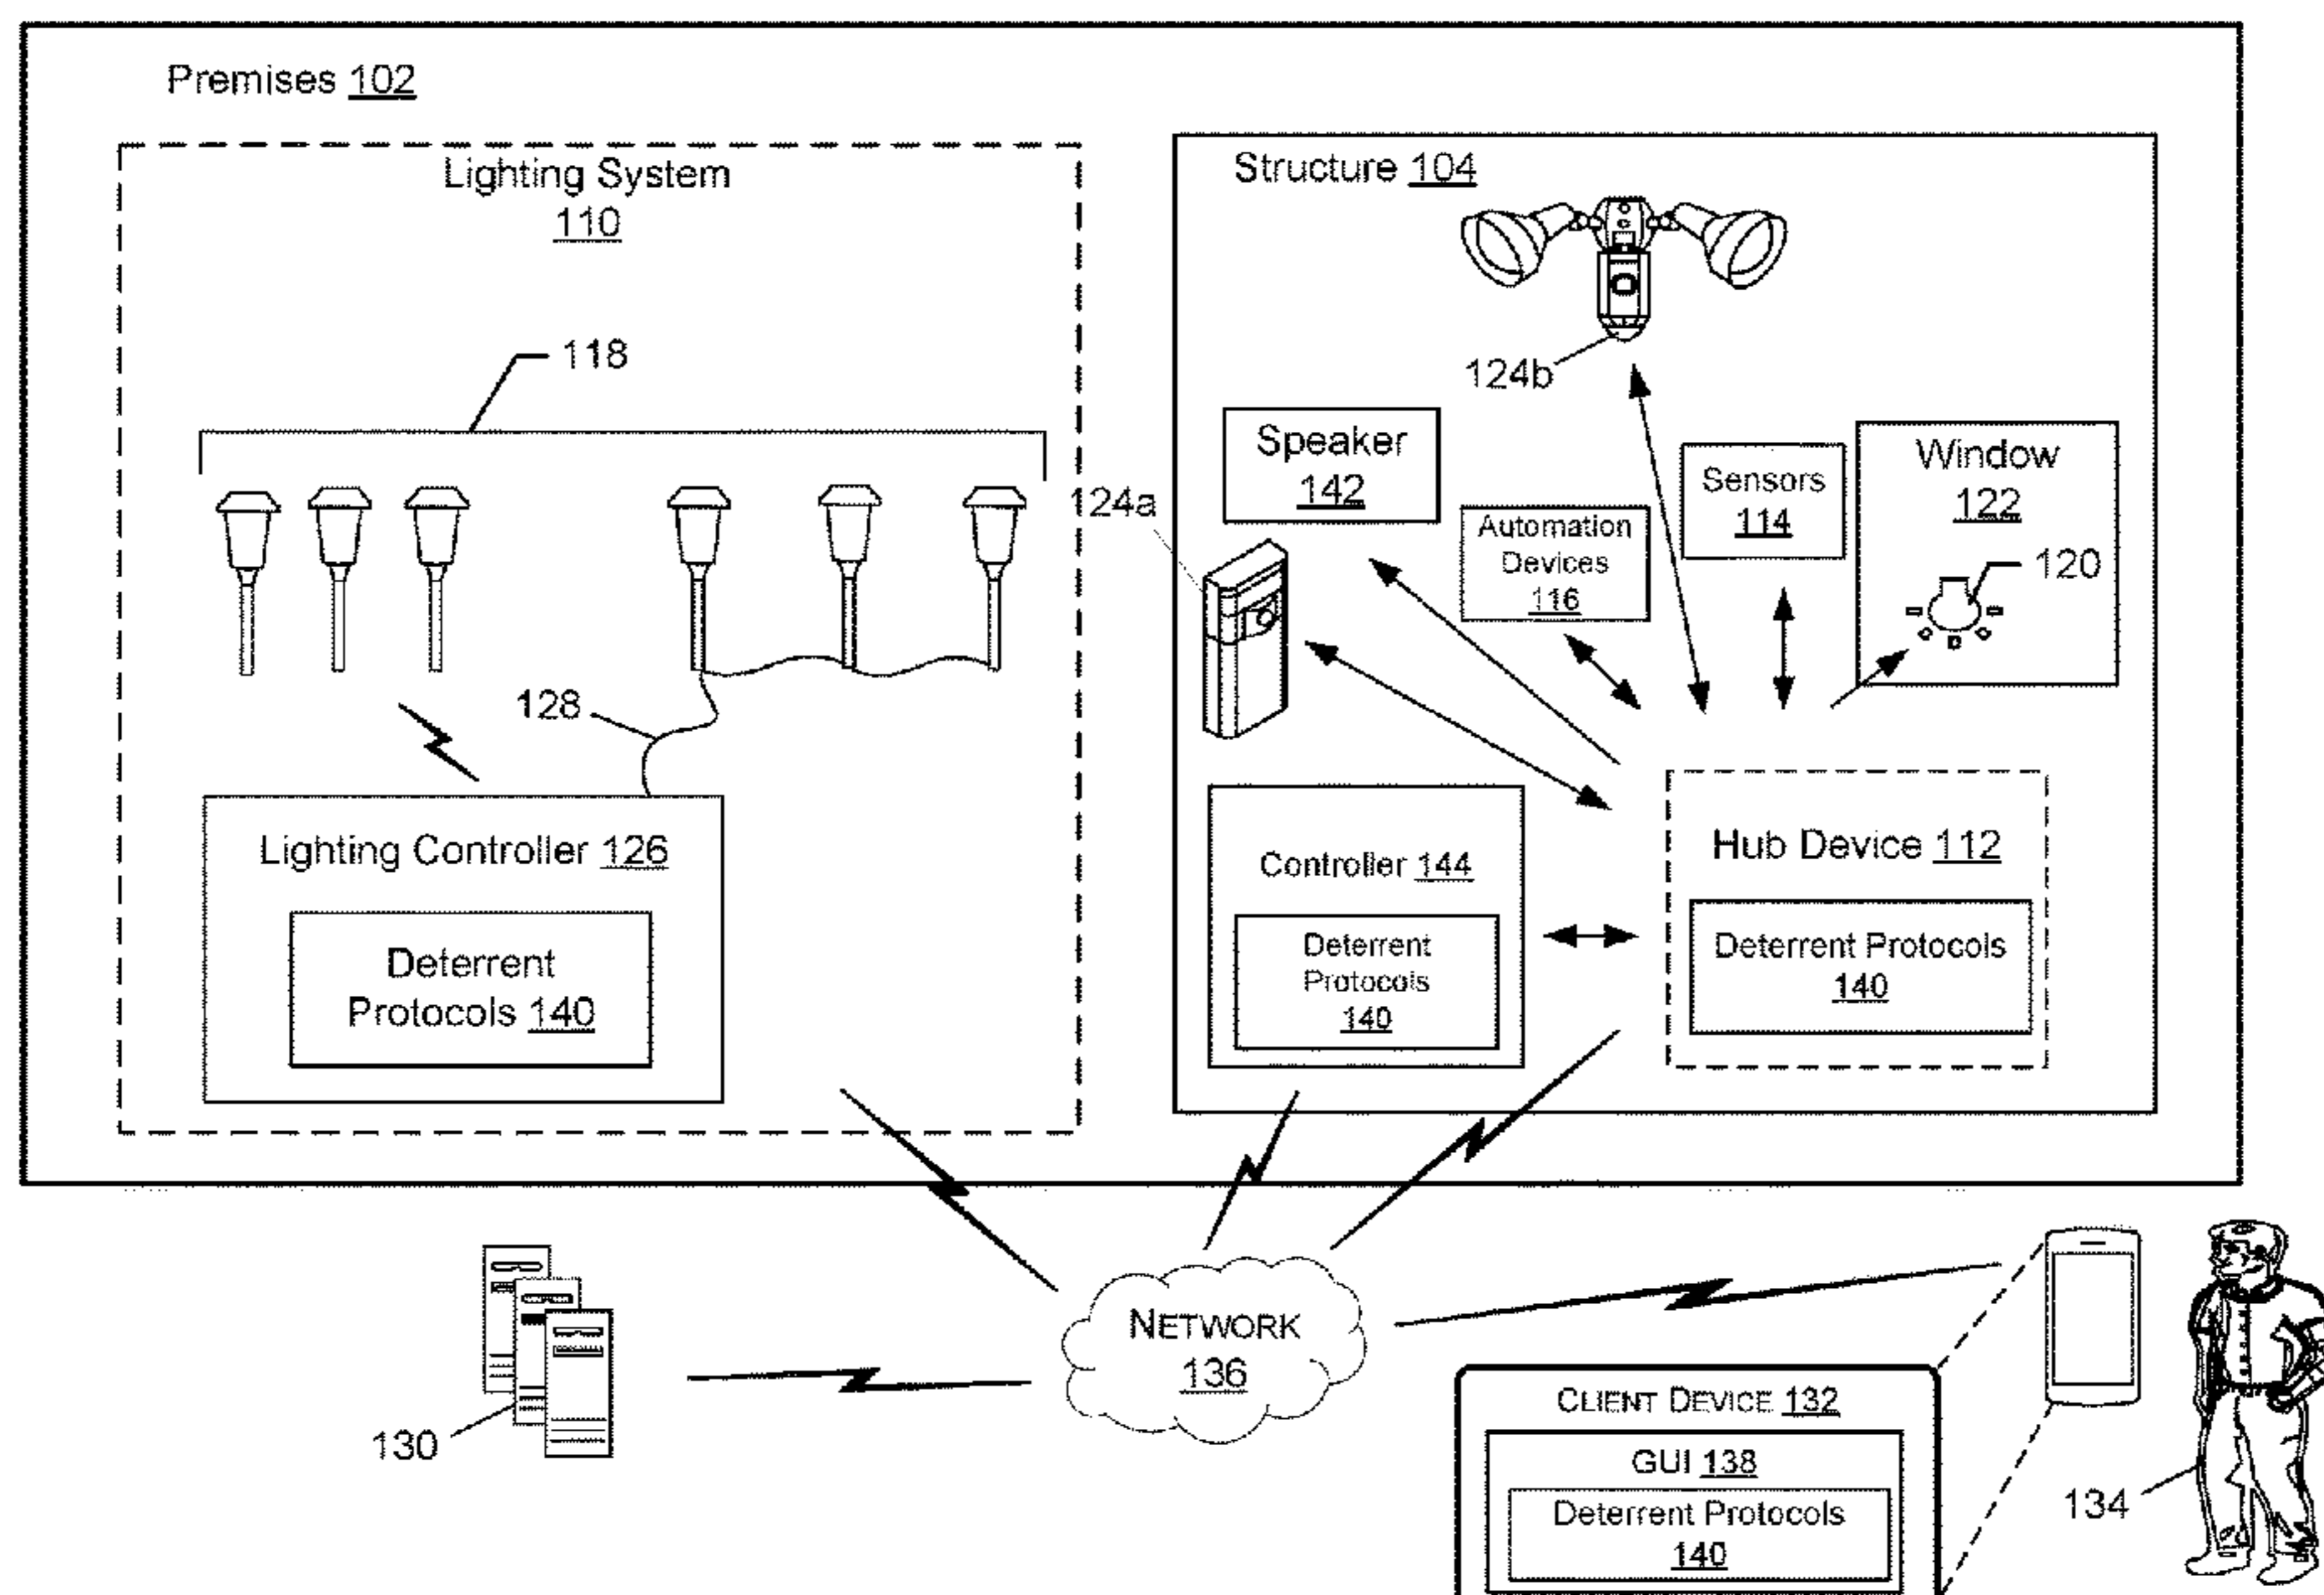 Premises 102
Lighting System
110
118
128
Lighting Controller 126
Deterrent
Protocols 140
Structure 104
124b
Speaker
142
124a
Automation
Devices
116
Sensors
114
Window
122
120
Controller 144
Deterrent
Protocols
140
Hub Device 112
Deterrent Protocols
140
130
NETWORK
136
CLIENT DEVICE 132
GUI 138
Deterrent Protocols
140
134